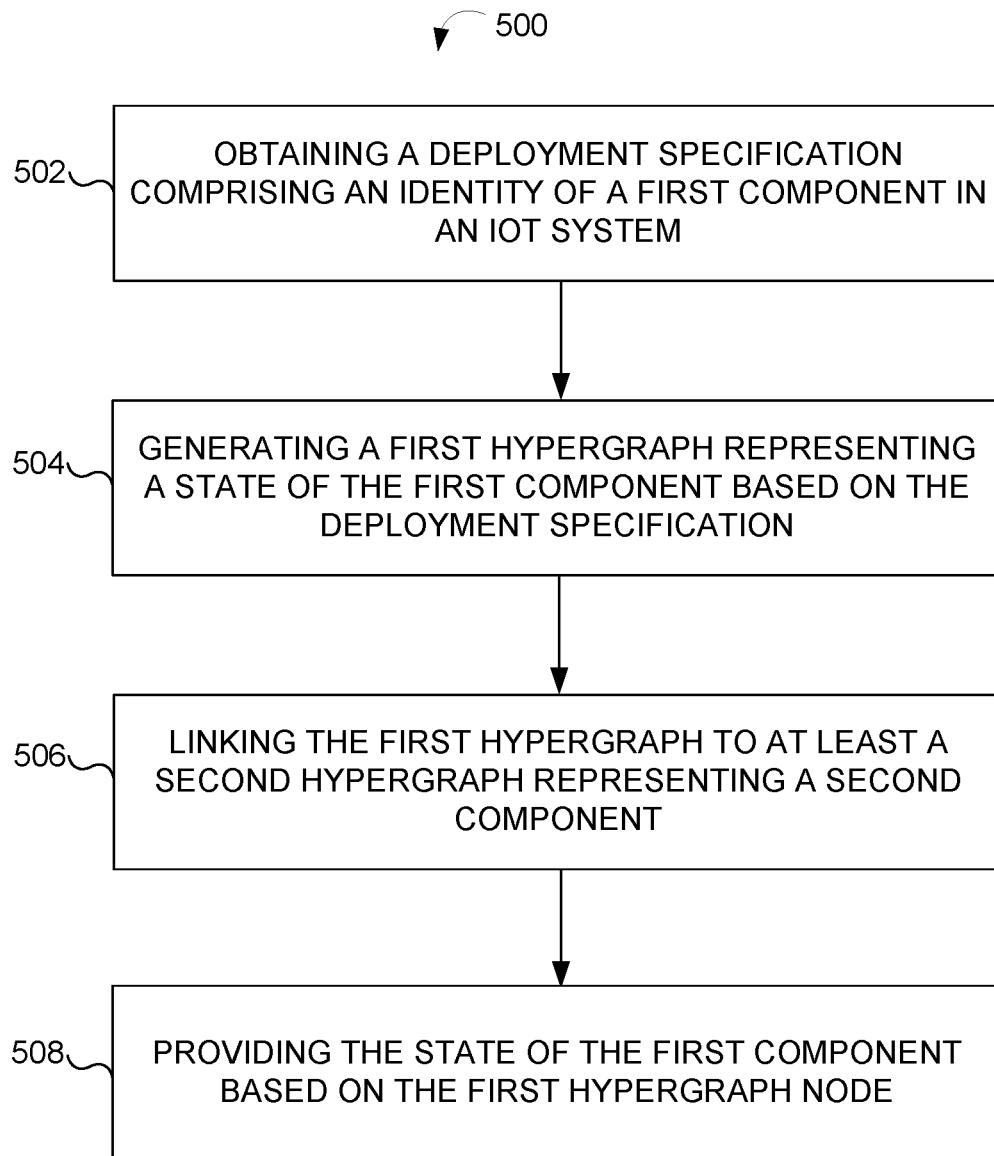 500
502
OBTAINING A DEPLOYMENT SPECIFICATION
COMPRISING AN IDENTITY OF A FIRST COMPONENT IN
AN IOT SYSTEM
504
GENERATING A FIRST HYPERGRAPH REPRESENTING
A STATE OF THE FIRST COMPONENT BASED ON THE
DEPLOYMENT SPECIFICATION
506
LINKING THE FIRST HYPERGRAPH TO AT LEAST A
SECOND HYPERGRAPH REPRESENTING A SECOND
COMPONENT
508
PROVIDING THE STATE OF THE FIRST COMPONENT
BASED ON THE FIRST HYPERGRAPH NODE